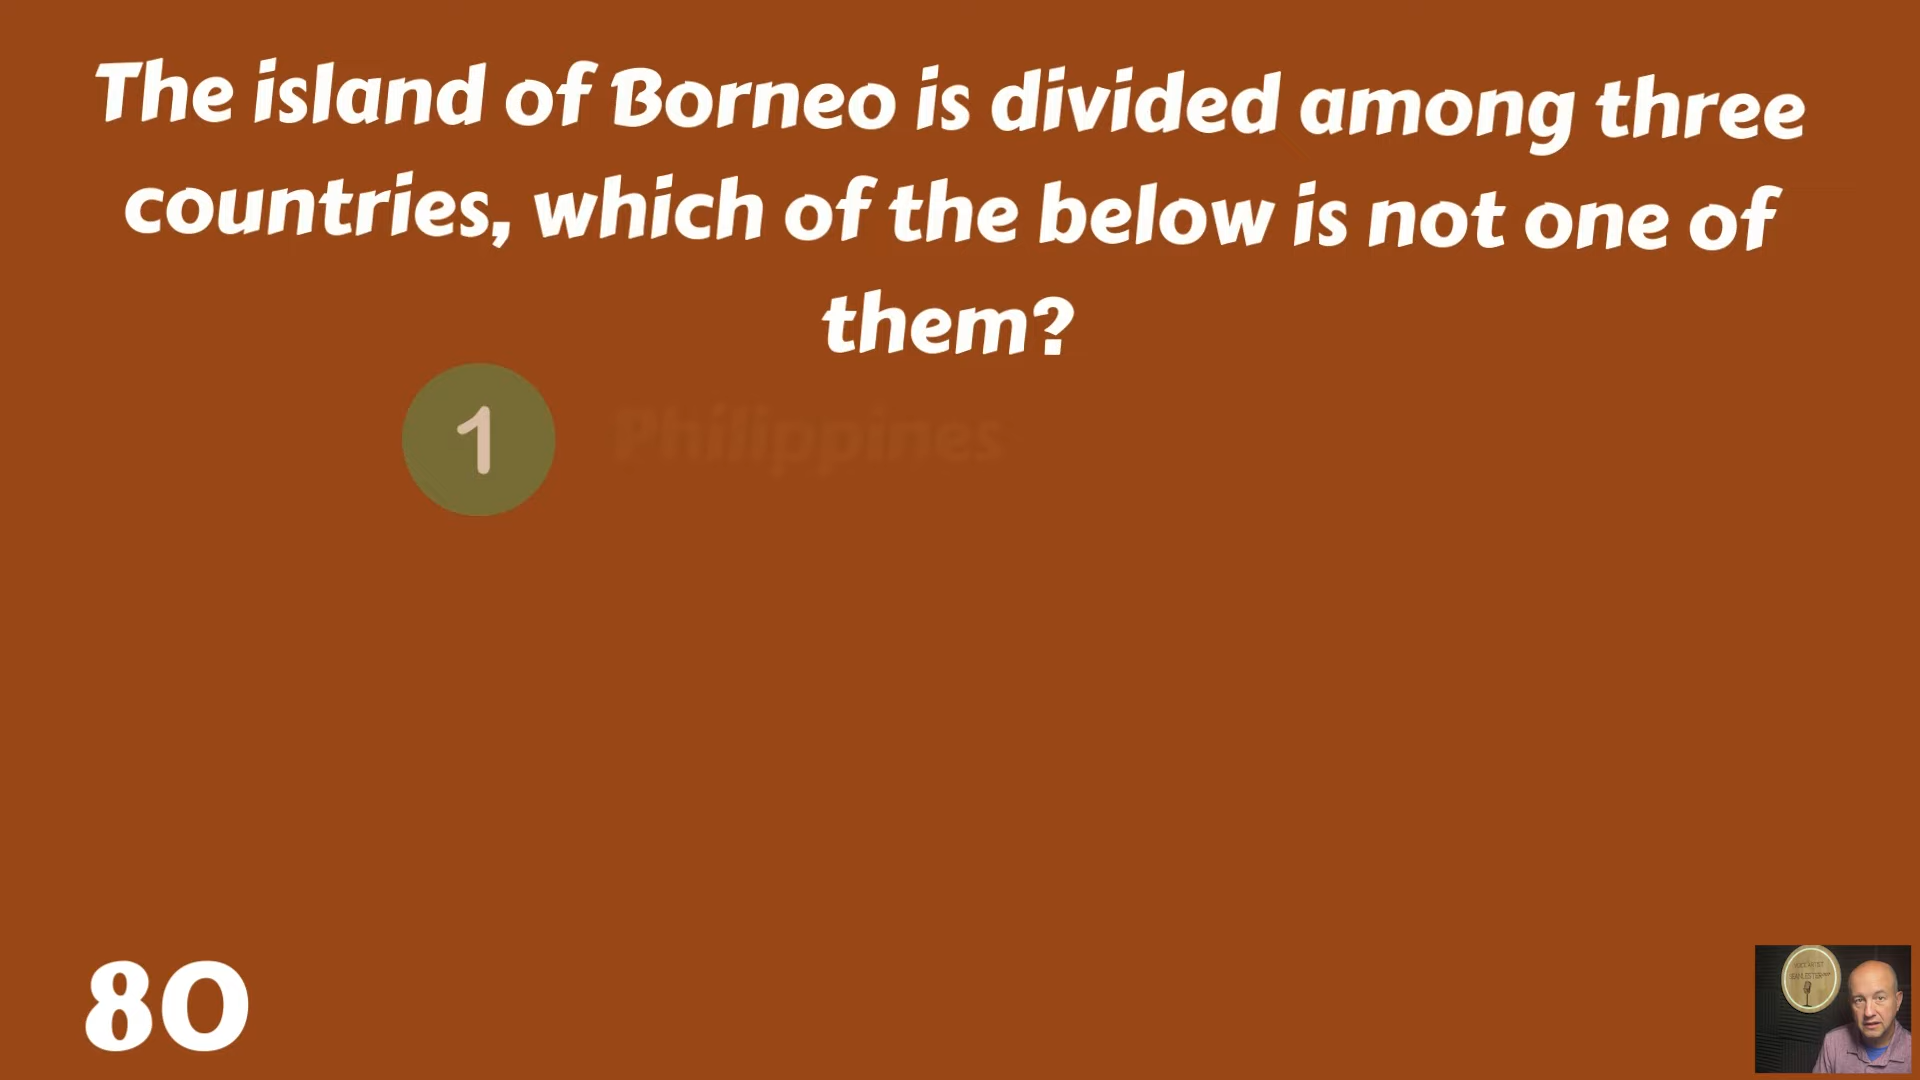 The island of Borneo is divided among three
countries, which of the below is not one of
them?
1 Philippines
80